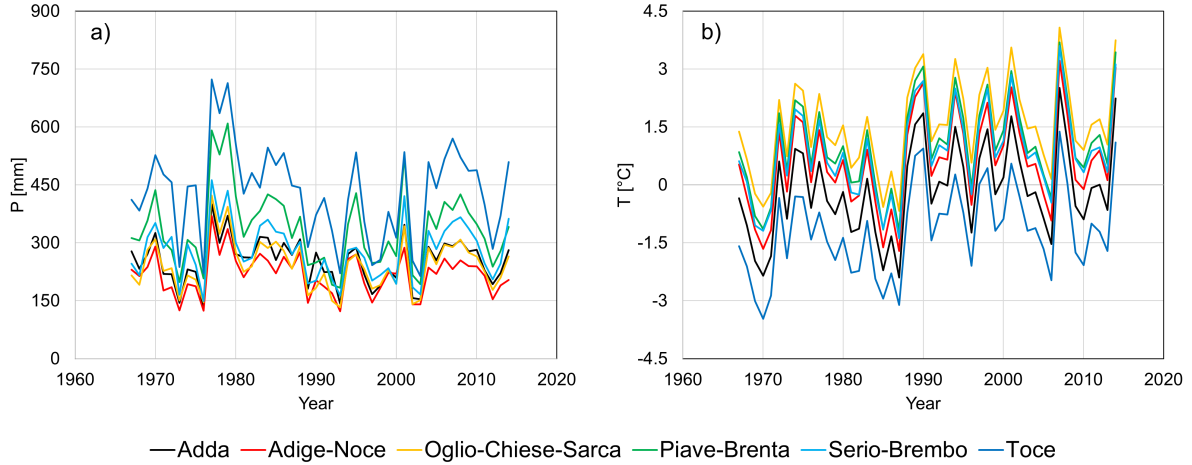 a)
P [mm]
900
750
600
450
300
150
0
1960 1970 1980 1990 2000 2010 2020
Year
b)
T [°C]
4.5
3
1.5
0
-1.5
-3
-4.5
1960 1970 1980 1990 2000 2010 2020
Year
Adda Adige-Noce Oglio-Chiese-Sarca Piave-Brenta Serio-Brembo Toce